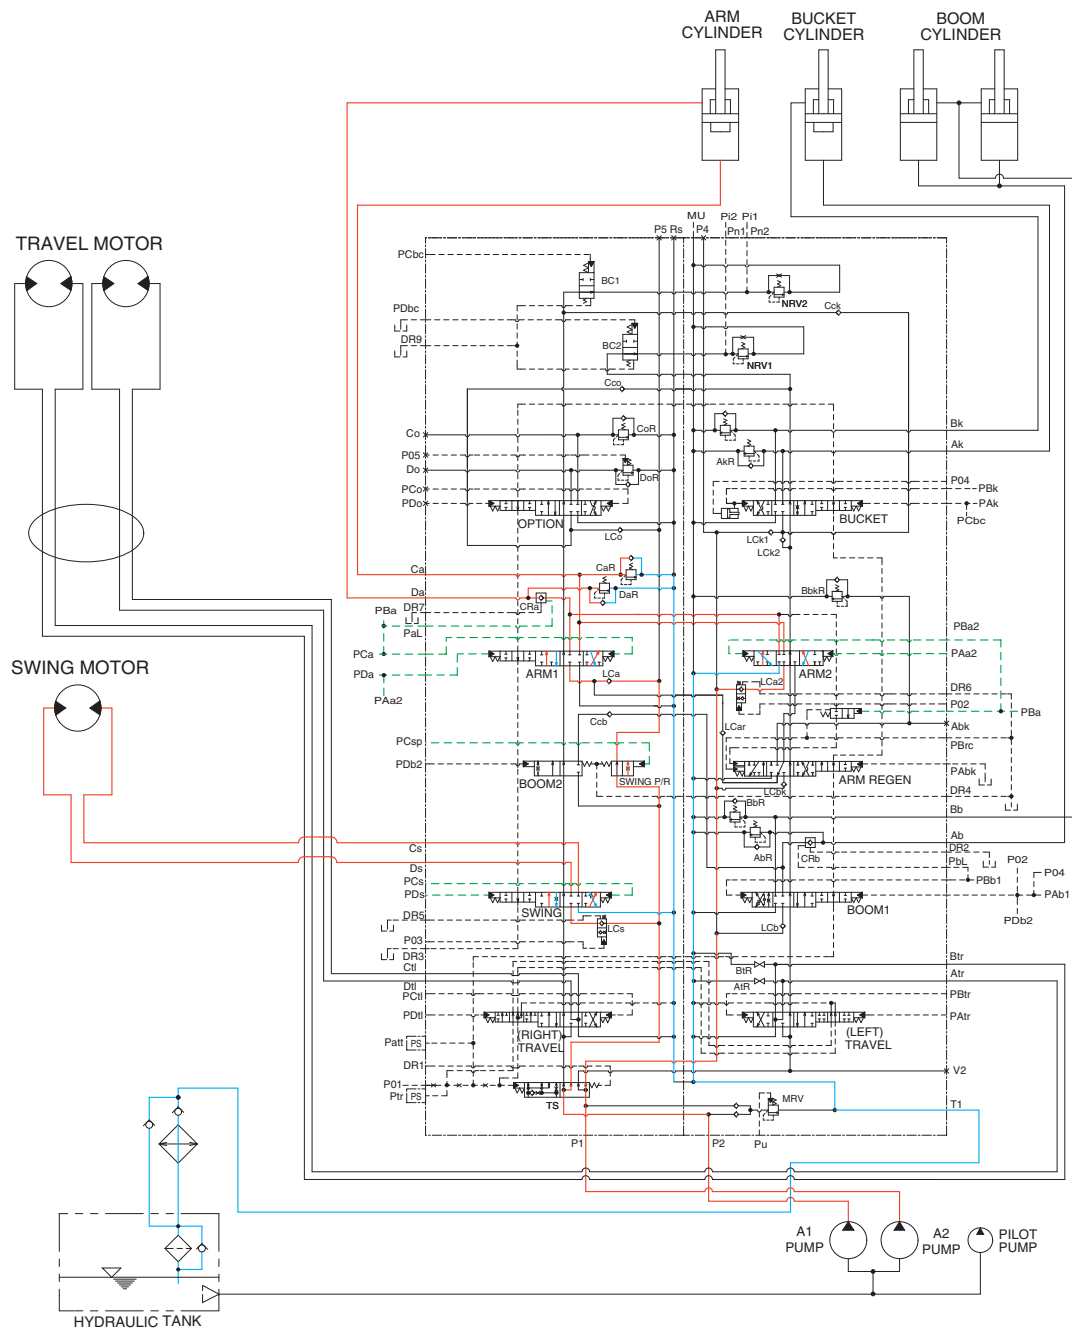 ARM
CYLINDER
BUCKET
CYLINDER
BOOM
CYLINDER
TRAVEL MOTOR
SWING MOTOR
P5 Rs
MU
P4
Pi2
Pi1
Pn1
Pn2
PCbc
BC1
NRV2
Cck
PDbc
DR9
BC2
NRV1
Cco
Co
CoR
Bk
Ak
AkR
P05
Do
DoR
PCo
PDo
OPTION
LCo
P04
PBk
PAk
PCbc
BUCKET
LCk1
LCk2
Ca
CaR
Da
DaR
CRa
DR7
PBa
PaL
PCa
PDa
PAa2
ARM1
LCa
BbkR
PBa2
PAa2
ARM2
LCa2
DR6
P02
PBa
LCar
Abk
Ccb
PCsp
PDb2
BOOM2
SWING P/R
PBrc
PAbk
ARM REGEN
LCbk
DR4
BbR
Bb
AbR
CRb
Ab
DR2
PbL
PBb1
P02
P04
PAb1
PDb2
BOOM1
LCb
Cs
Ds
PCs
PDs
SWING
DR5
LCs
P03
DR3
Ctl
Dtl
PCtl
PDtl
(RIGHT)
TRAVEL
Btr
BtR
Atr
AtR
PBtr
PAtr
(LEFT)
TRAVEL
Patt
PS
DR1
P01
Ptr
PS
TS
V2
MRV
T1
P1
P2
Pu
A1
PUMP
A2
PUMP
PILOT
PUMP
HYDRAULIC TANK